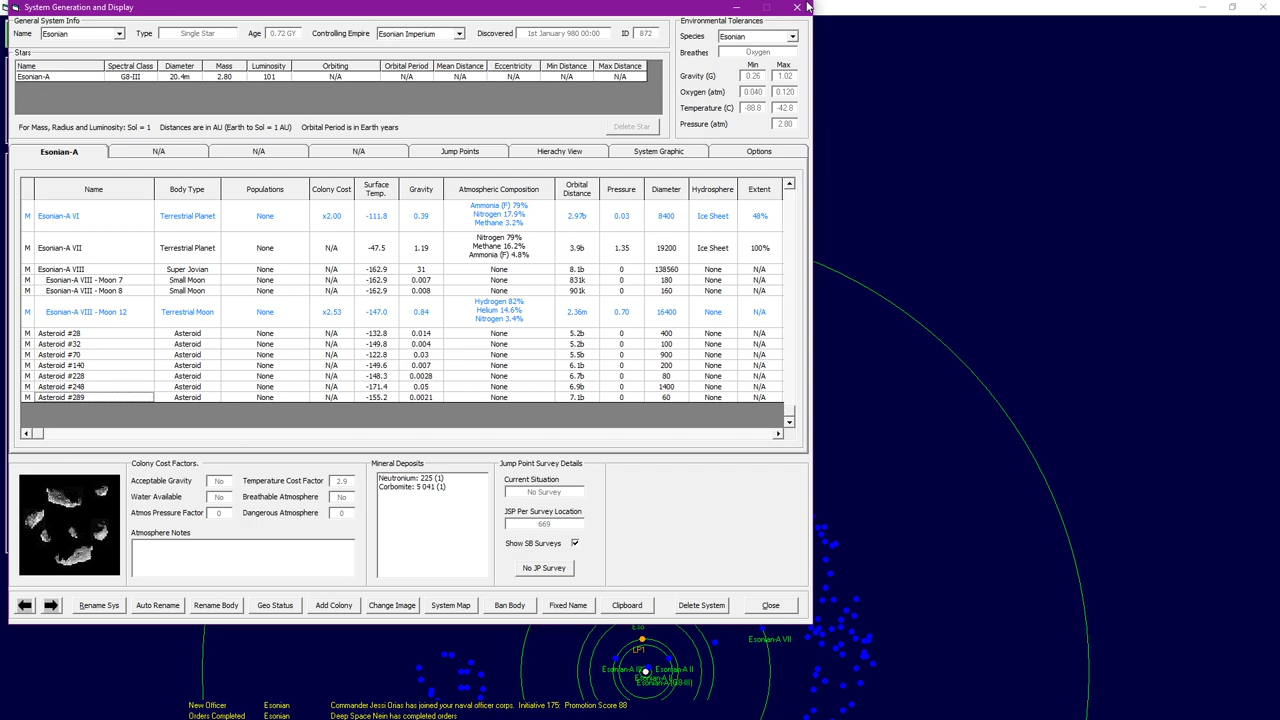 System Generation and Display
General System Info
Name Esonian Type Single Star Age 0.72 GY Controlling Empire Esonian Imperium Discovered 1st January 980 00:00 ID 872
Environmental Tolerances
Species Esonian
Breathes Oxygen
Min Max
Gravity (G) 0.26 1.02
Oxygen (atm) 0.040 0.120
Temperature (C) -88.8 -42.8
Pressure (atm) 2.80
Stars
Name Spectral Class Diameter Mass Luminosity Orbiting Orbital Period Mean Distance Eccentricity Min Distance Max Distance
Esonian-A G8-III 20.4m 2.80 101 N/A N/A N/A N/A N/A N/A
For Mass, Radius and Luminosity: Sol = 1 Distances are in AU (Earth to Sol = 1 AU) Orbital Period is in Earth years Delete Star
Esonian-A N/A N/A N/A Jump Points Hierachy View System Graphic Options
Name Body Type Populations Colony Cost Surface Temp. Gravity Atmospheric Composition Orbital Distance Pressure Diameter Hydrosphere Extent
M Esonian-A VI Terrestrial Planet None x2.00 -111.8 0.39 Ammonia (F) 79% Nitrogen 17.9% Methane 3.2% 2.97b 0.03 8400 Ice Sheet 48%
M Esonian-A VII Terrestrial Planet None N/A -47.5 1.19 Nitrogen 79% Methane 16.2% Ammonia (F) 4.8% 3.9b 1.35 19200 Ice Sheet 100%
M Esonian-A VIII Super Jovian None N/A -162.9 31 None 8.1b 0 138560 None N/A
M Esonian-A VIII - Moon 7 Small Moon None N/A -162.9 0.007 None 831k 0 180 None N/A
M Esonian-A VIII - Moon 8 Small Moon None N/A -162.9 0.008 None 901k 0 160 None N/A
M Esonian-A VIII - Moon 12 Terrestrial Moon None x2.53 -147.0 0.84 Hydrogen 82% Helium 14.6% Nitrogen 3.4% 2.36m 0.70 16400 None N/A
M Asteroid #28 Asteroid None N/A -132.8 0.014 None 5.2b 0 400 None N/A
M Asteroid #32 Asteroid None N/A -149.8 0.004 None 5.2b 0 100 None N/A
M Asteroid #70 Asteroid None N/A -122.8 0.03 None 5.5b 0 900 None N/A
M Asteroid #140 Asteroid None N/A -149.6 0.007 None 6.1b 0 200 None N/A
M Asteroid #228 Asteroid None N/A -148.3 0.0028 None 6.7b 0 80 None N/A
M Asteroid #248 Asteroid None N/A -171.4 0.05 None 6.9b 0 1400 None N/A
M Asteroid #289 Asteroid None N/A -155.2 0.0021 None 7.1b 0 60 None N/A
Colony Cost Factors.
Acceptable Gravity No Temperature Cost Factor 2.9
Water Available No Breathable Atmosphere No
Atmos Pressure Factor 0 Dangerous Atmosphere 0
Atmosphere Notes
Mineral Deposits
Neutronium: 225 (1)
Corbomite: 5 041 (1)
Jump Point Survey Details
Current Situation
No Survey
JSP Per Survey Location
669
Show SB Surveys
No JP Survey
Rename Sys Auto Rename Rename Body Geo Status Add Colony Change Image System Map Ban Body Fixed Name Clipboard Delete System Close
Eso
Esonian-A VII
LP1
Esonian-A II
New Officer Esonian Commander Jessi Orias has joined your naval officer corps. Initiative 175: Promotion Score 88
Orders Completed Esonian Deep Space Nein has completed orders